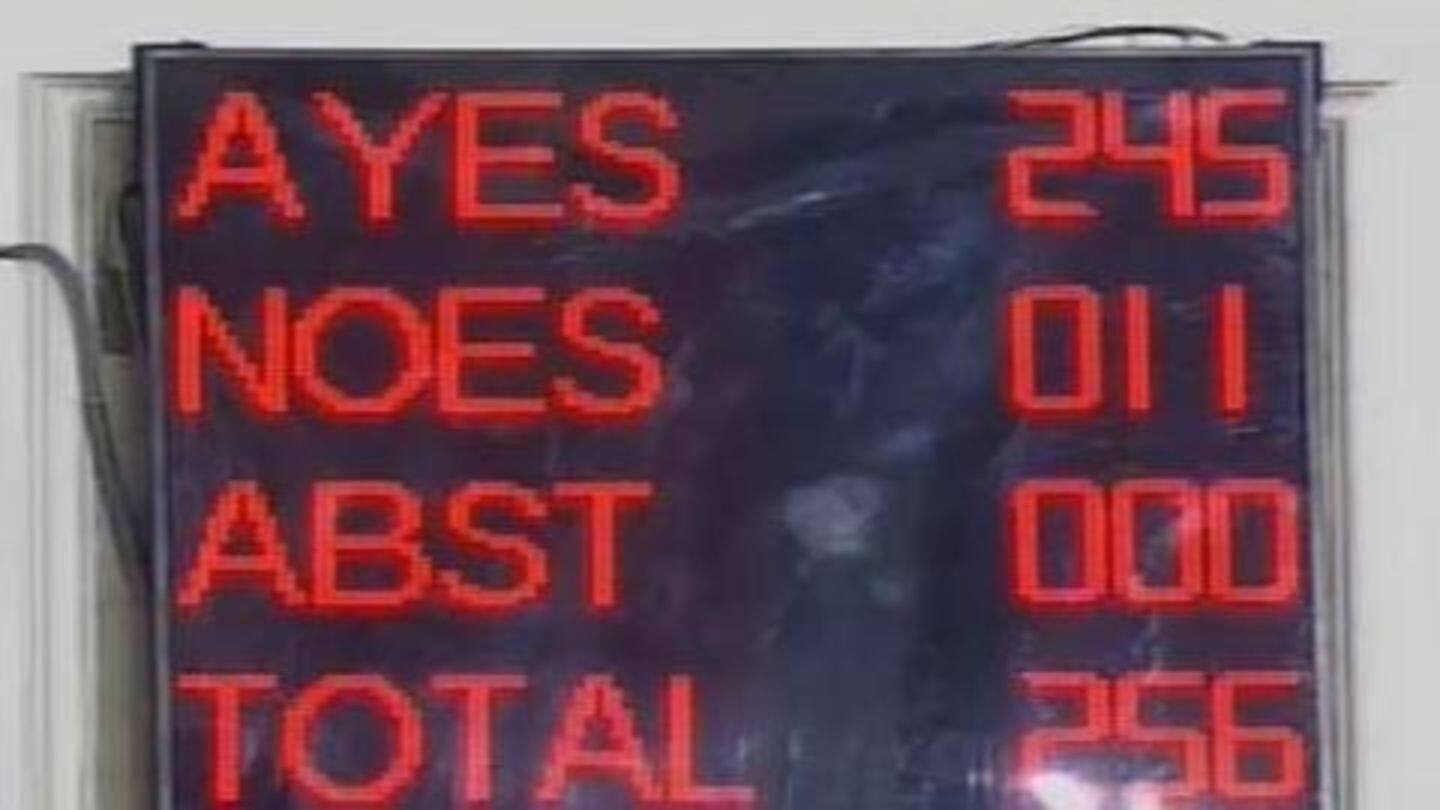 AYES 245
NOES 011
ABST 000
TOTAL 256